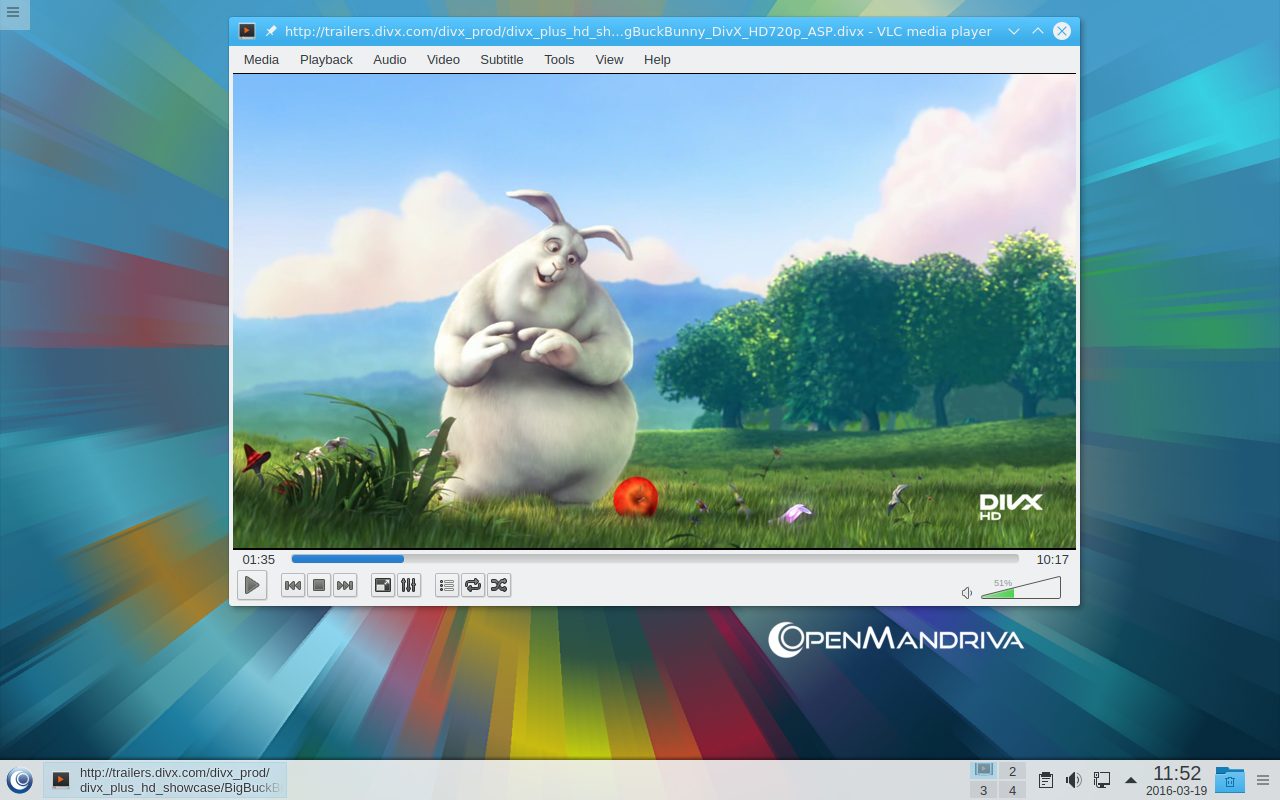 http://trailers.divx.com/divx_prod/divx_plus_hd_sh...gBuckBunny_DivX_HD720p_ASP.divx - VLC media player
Media Playback Audio Video Subtitle Tools View Help
DIVX
HD
01:35 10:17
51%
OPENMANDRIVA
http://trailers.divx.com/divx_prod/
divx_plus_hd_showcase/BigBuckB
2
3 4
11:52
2016-03-19